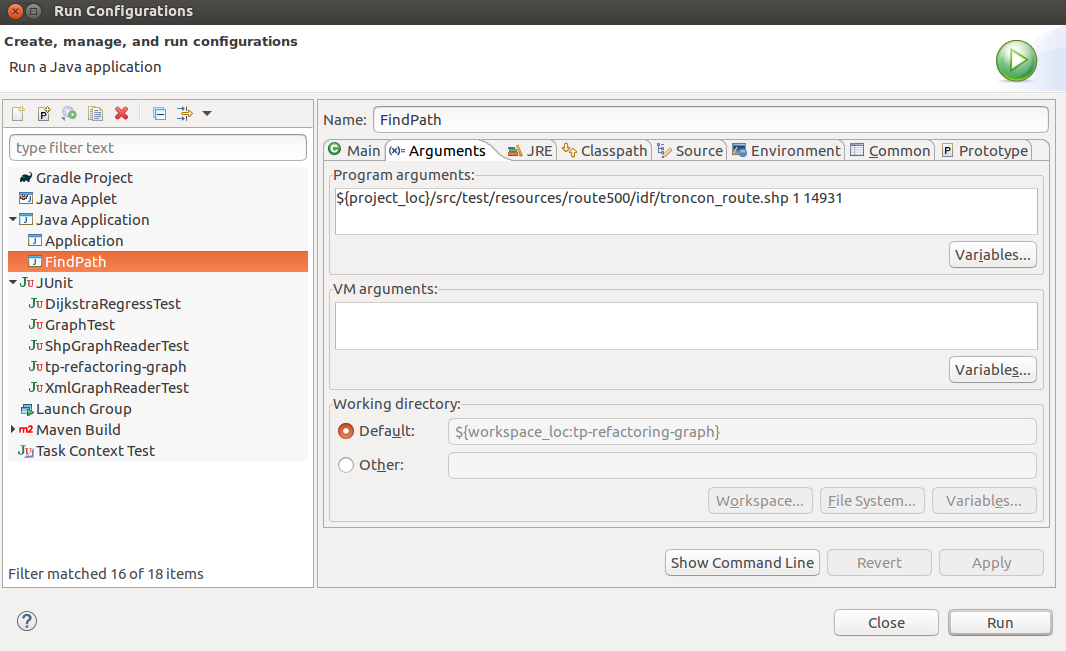 Run Configurations
Create, manage, and run configurations
Run a Java application
type filter text
Gradle Project
Java Applet
Java Application
Application
FindPath
JUnit
DijkstraRegressTest
GraphTest
ShpGraphReaderTest
tp-refactoring-graph
XmlGraphReaderTest
Launch Group
m2 Maven Build
Task Context Test
Filter matched 16 of 18 items
Name: FindPath
Main (x)= Arguments JRE Classpath Source Environment Common Prototype
Program arguments:
${project_loc}/src/test/resources/route500/idf/troncon_route.shp 1 14931
Variables...
VM arguments:
Variables...
Working directory:
Default: ${workspace_loc:tp-refactoring-graph}
Other:
Workspace... File System... Variables...
Show Command Line Revert Apply
Close Run